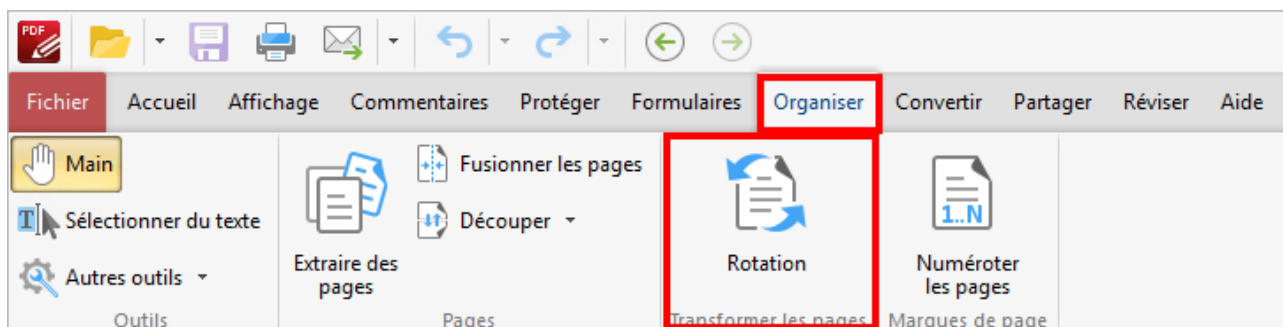 PDF
Fichier Accueil Affichage Commentaires Protéger Formulaires Organiser Convertir Partager Réviser Aide
Main
T Sélectionner du texte
Autres outils
Outils
Extraire des
pages
Fusionner les pages
Découper
Pages
Rotation
Transformer les pages
1..N
Numéroter
les pages
Marques de page